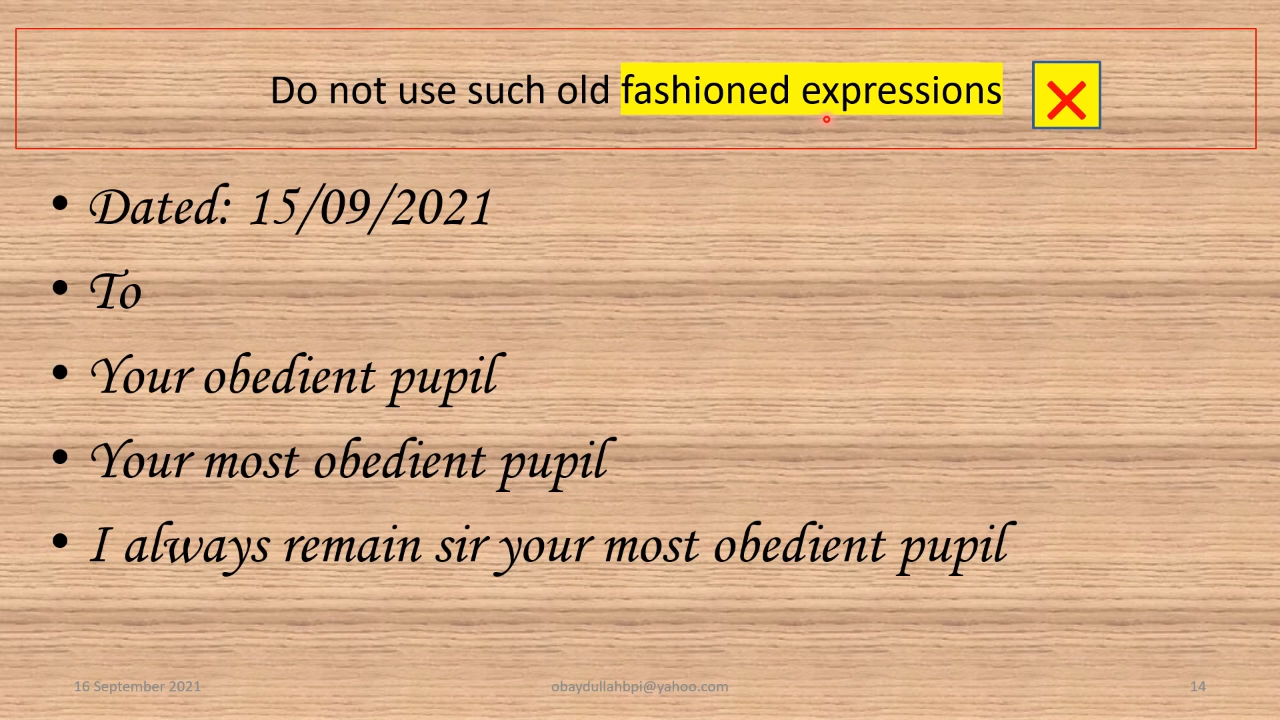 Do not use such old fashioned expressions
• Dated: 15/09/2021
• To
• Your obedient pupil
• Your most obedient pupil
• I always remain sir your most obedient pupil
16 September 2021
obaydullahbpi@yahoo.com
14